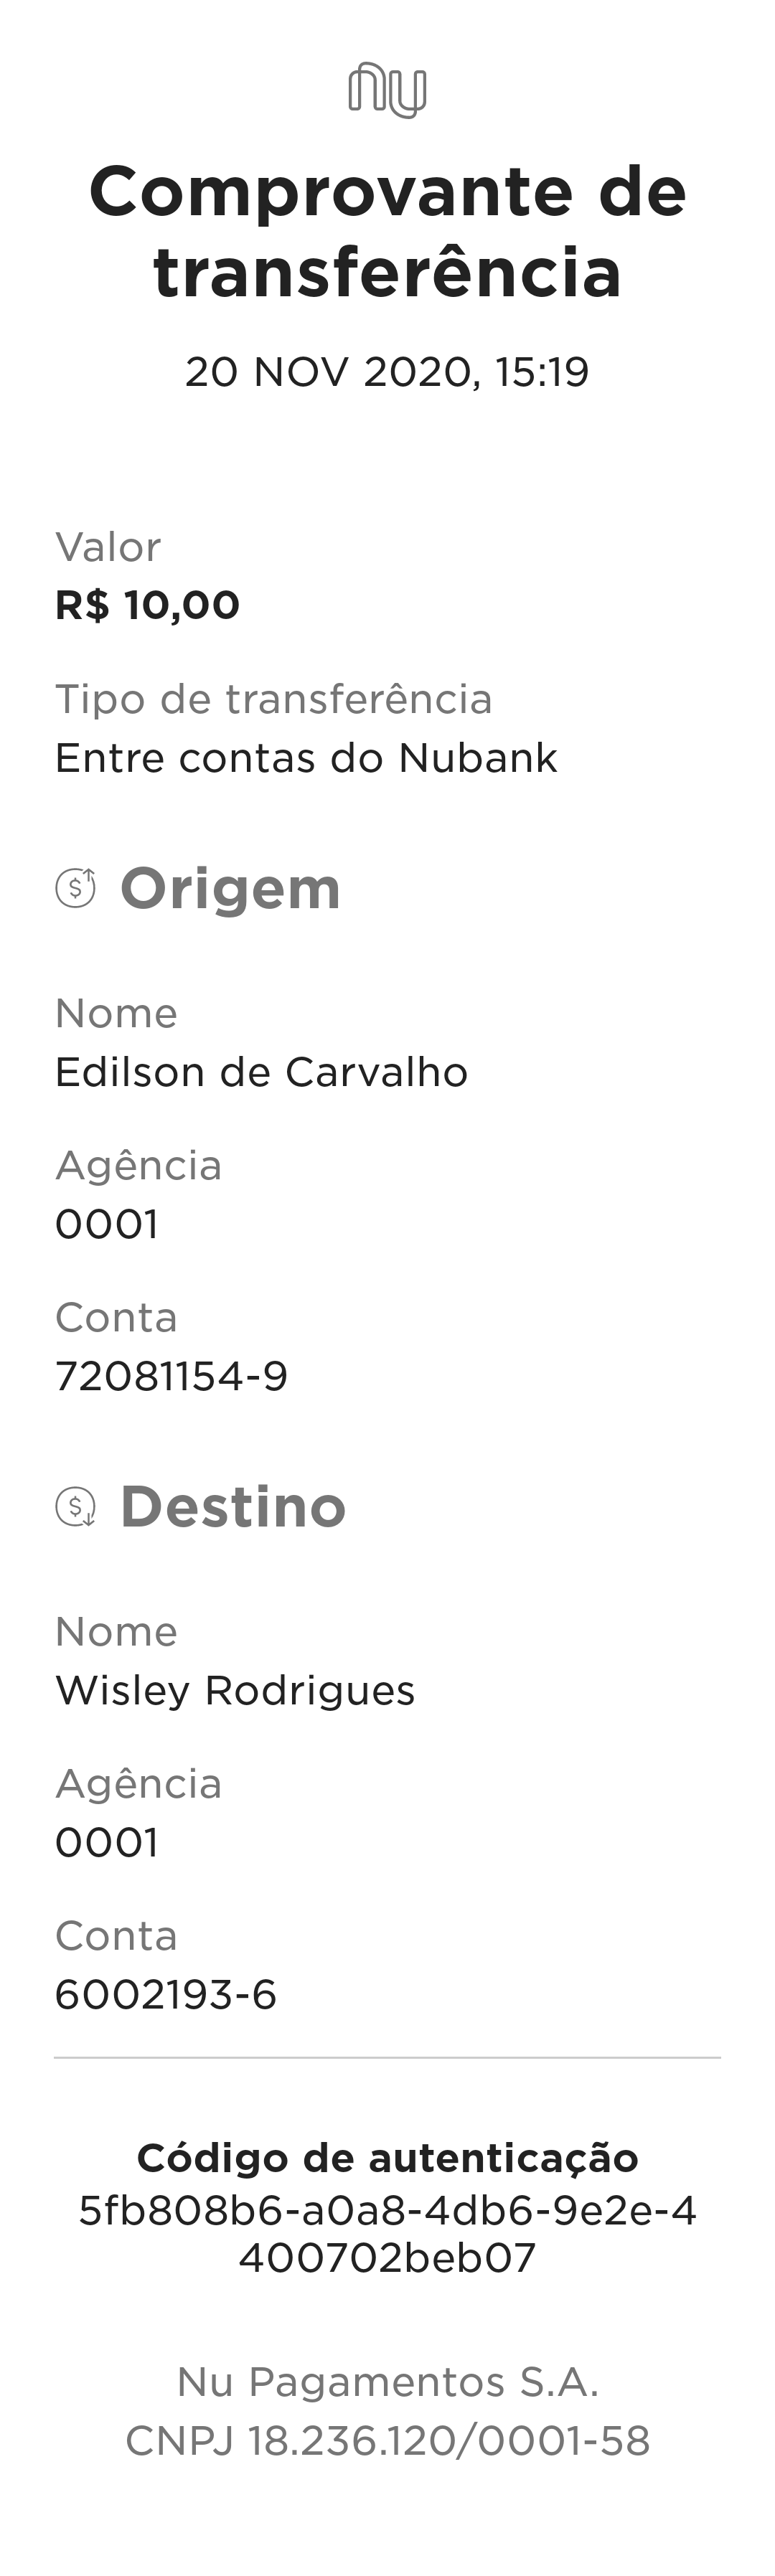 nu
Comprovante de
transferência
20 NOV 2020, 15:19
Valor
R$ 10,00
Tipo de transferência
Entre contas do Nubank
Origem
Nome
Edilson de Carvalho
Agência
0001
Conta
72081154-9
Destino
Nome
Wisley Rodrigues
Agência
0001
Conta
6002193-6
Código de autenticação
5fb808b6-a0a8-4db6-9e2e-4
400702beb07
Nu Pagamentos S.A.
CNPJ 18.236.120/0001-58